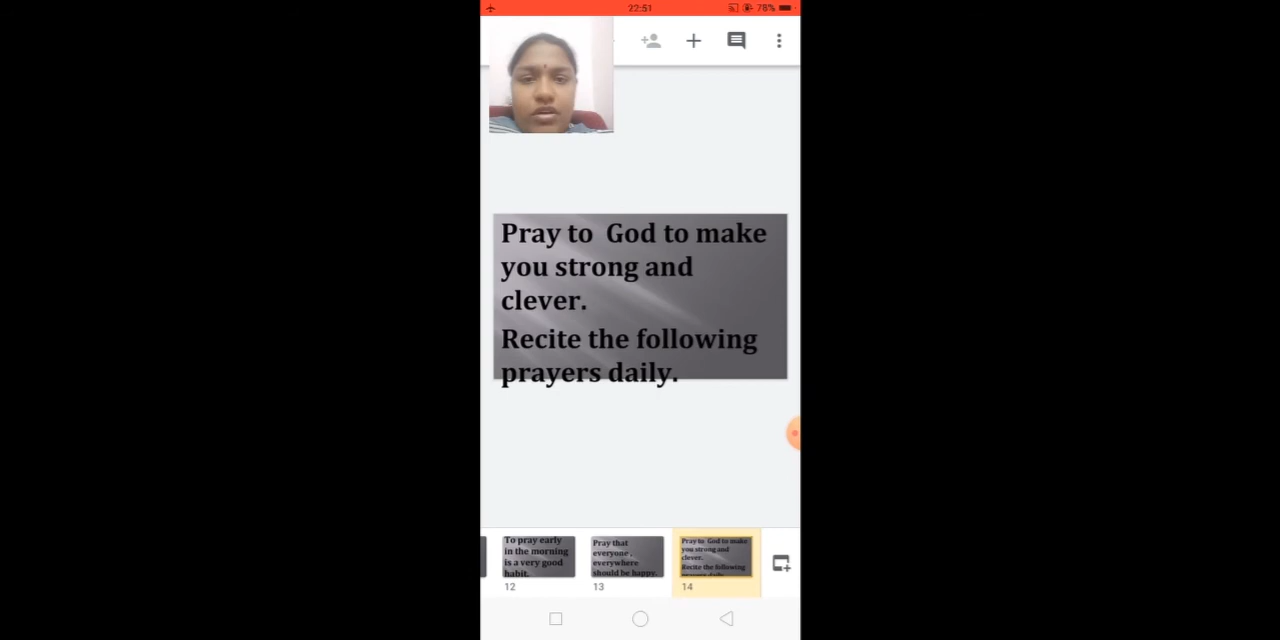 22:51
78%
Pray to God to make
you strong and
clever.
Recite the following
prayers daily.
To pray early
in the morning
is a very good
habit.
12
Pray that
everyone ,
everywhere
should be happy.
13
Pray to God to make
you strong and
clever.
Recite the following
prayers daily.
14